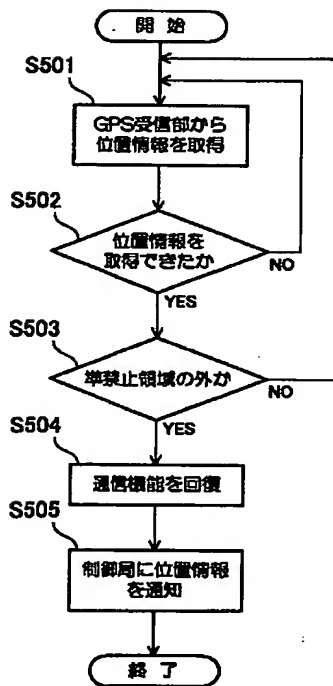 開 始
S501
GPS受信部から
位置情報を取得
S502
位置情報を
取得できたか
NO
YES
S503
準禁止領域の外か
NO
YES
S504
通信機能を回復
S505
制御局に位置情報
を通知
終 了